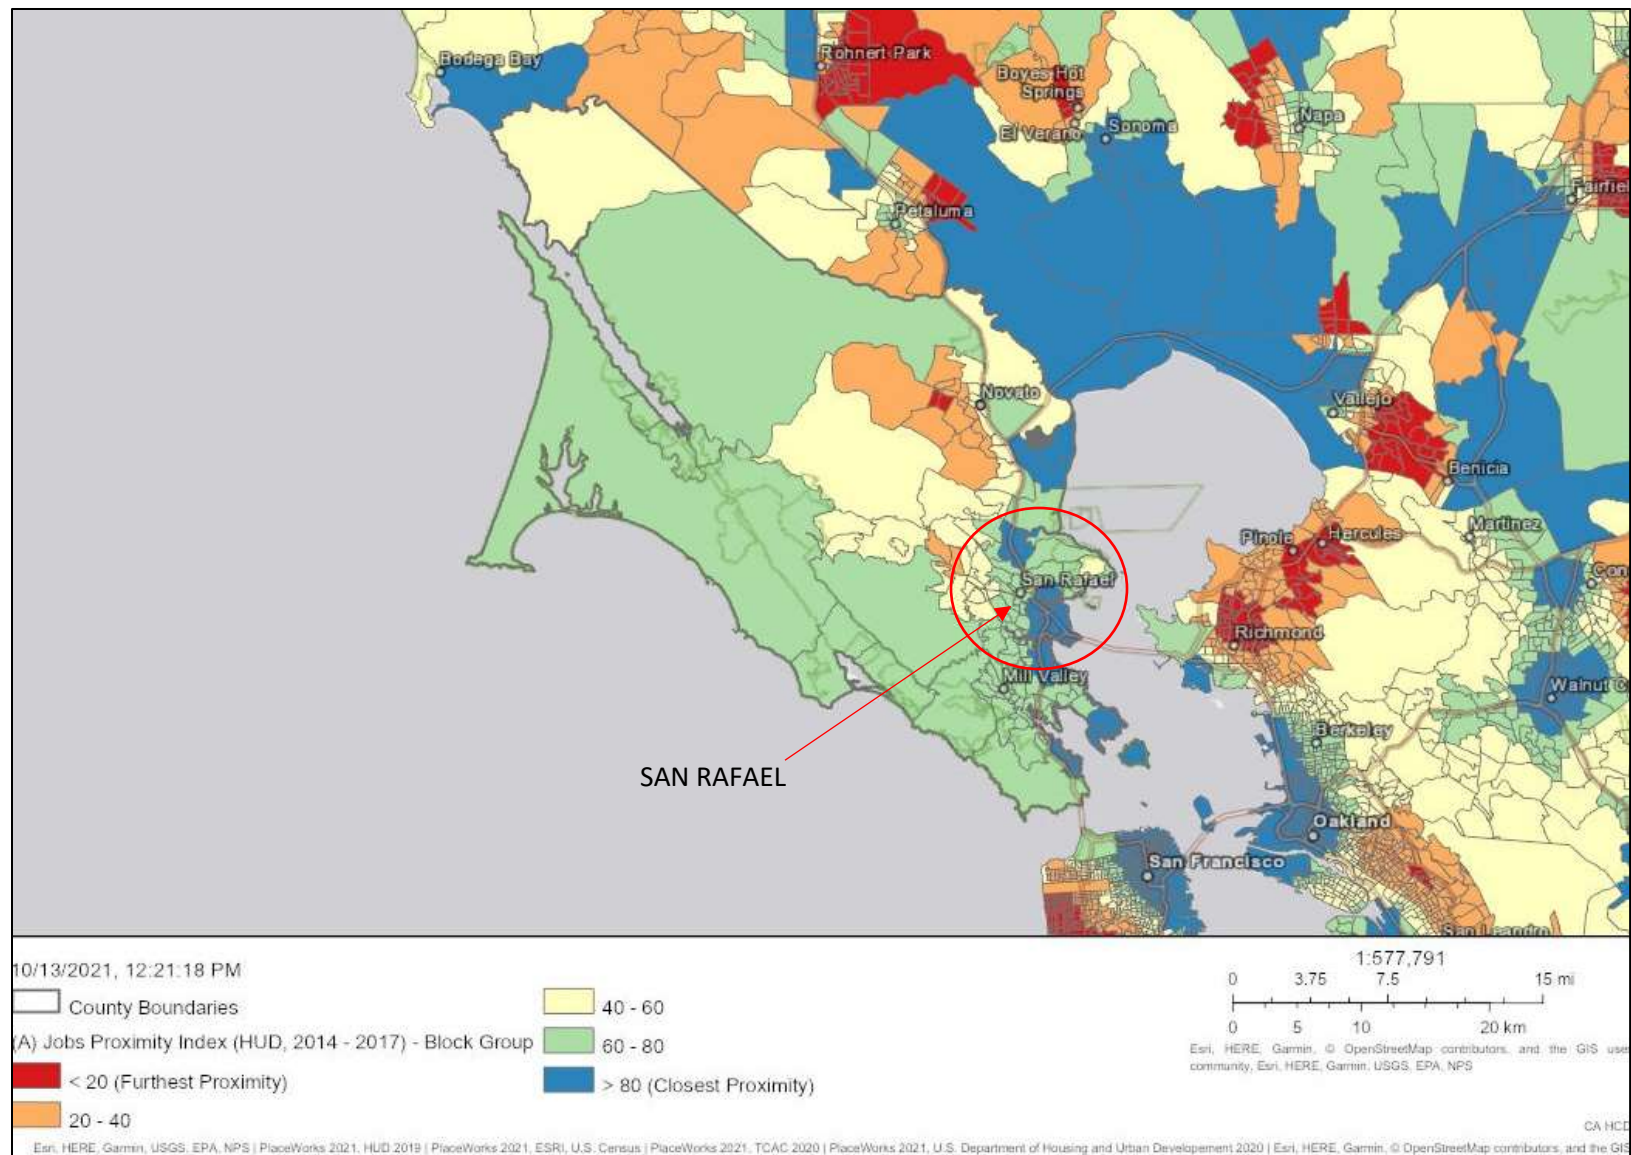 Bodega Bay
Rohnert Park
Boyes Hot
Springs
El Verano
Sonoma
Napa
Fairfiel
Petaluma
Novato
Vallejo
Benicia
Martinez
Pinole
Hercules
Con
San Rafael
Richmond
Mill Valley
Walnut C
Berkeley
SAN RAFAEL
Oakland
San Francisco
San Leandro
10/13/2021, 12:21:18 PM
County Boundaries
(A) Jobs Proximity Index (HUD, 2014 - 2017) - Block Group
< 20 (Furthest Proximity)
20 - 40
40 - 60
60 - 80
> 80 (Closest Proximity)
1:577,791
0 3.75 7.5 15 mi
0 5 10 20 km
Esri, HERE, Garmin, © OpenStreetMap contributors, and the GIS user
community, Esri, HERE, Garmin, USGS, EPA, NPS
CA HCD
Esri, HERE, Garmin, USGS, EPA, NPS | PlaceWorks 2021, HUD 2019 | PlaceWorks 2021, ESRI, U.S. Census | PlaceWorks 2021, TCAC 2020 | PlaceWorks 2021, U.S. Department of Housing and Urban Developement 2020 | Esri, HERE, Garmin, © OpenStreetMap contributors, and the GIS